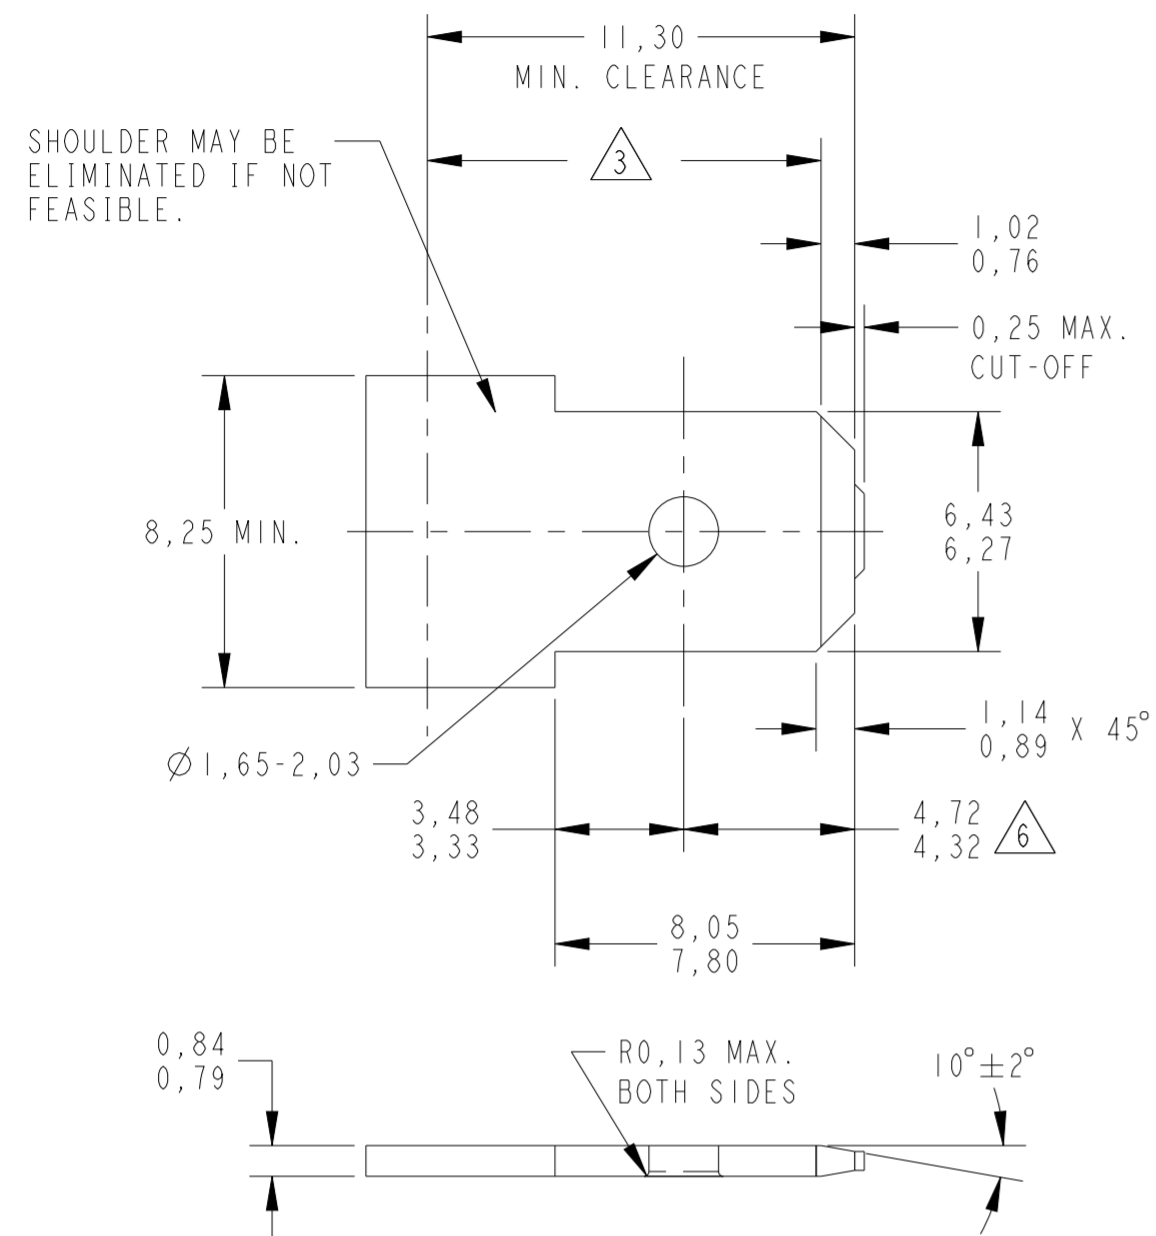 11,30
MIN. CLEARANCE
SHOULDER MAY BE
ELIMINATED IF NOT
FEASIBLE.
3
1,02
0,76
0,25 MAX.
CUT-OFF
8,25 MIN.
6,43
6,27
1,14
0,89 X 45°
Ø1,65-2,03
3,48
3,33
4,72
4,32 6
8,05
7,80
0,84
0,79
R0,13 MAX.
BOTH SIDES
10°±2°